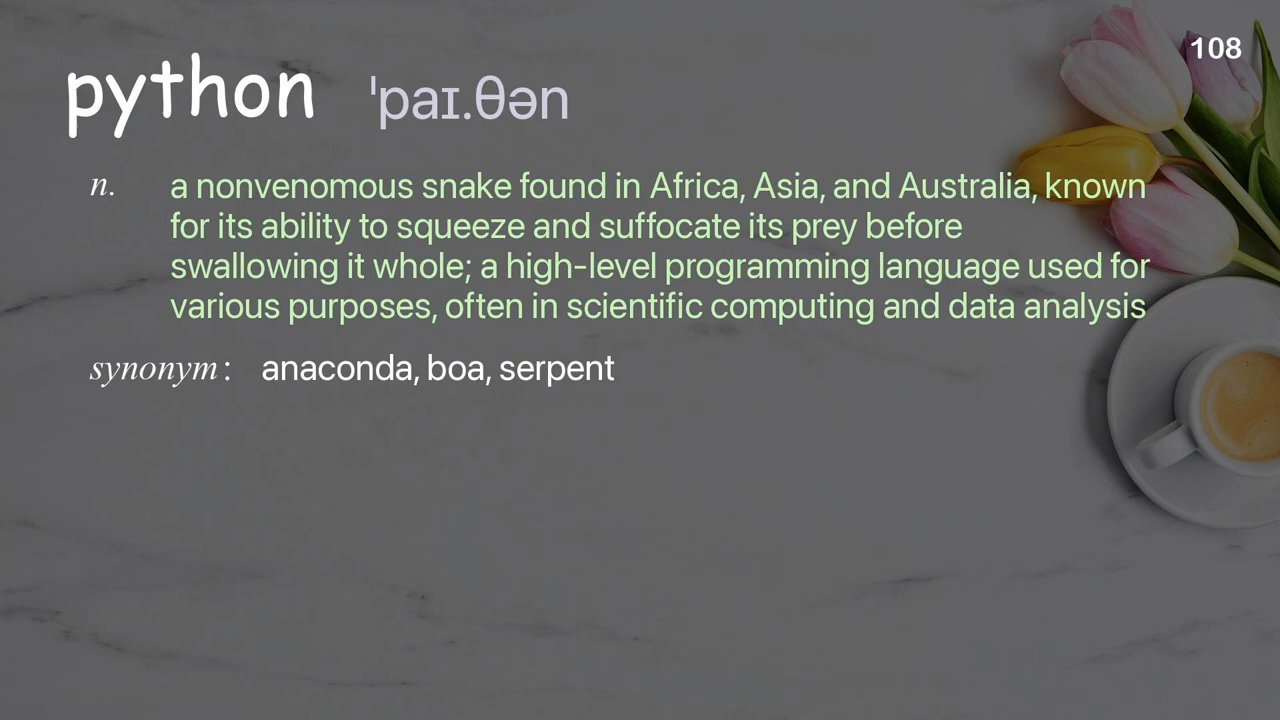 108
python ˈpaɪ.θən
n. a nonvenomous snake found in Africa, Asia, and Australia, known
for its ability to squeeze and suffocate its prey before
swallowing it whole; a high-level programming language used for
various purposes, often in scientific computing and data analysis
synonym : anaconda, boa, serpent